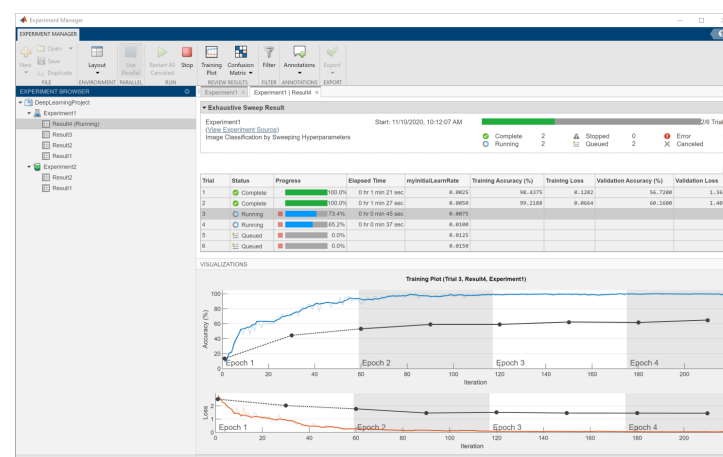 Experiment Manager
EXPERIMENT MANAGER
New
Open
Save
Duplicate
Layout
Use Parallel
Restart All Canceled
Stop
Training Plot
Confusion Matrix
Filter
Annotations
Export
FILE
ENVIRONMENT
PARALLEL
RUN
REVIEW RESULTS
FILTER
ANNOTATIONS
EXPORT
EXPERIMENT BROWSER
DeepLearningProject
Experiment1
Result4 (Running)
Result3
Result2
Result1
Experiment2
Result2
Result1
Experiment1 ×
Experiment1 | Result4 ×
Exhaustive Sweep Result
Experiment1
Start: 11/10/2020, 10:12:07 AM
2/6 Trial
(View Experiment Source)
Image Classification by Sweeping Hyperparameters
Complete 2
Stopped 0
Error
Running 2
Queued 2
Canceled
Trial Status Progress Elapsed Time myInitialLearnRate Training Accuracy (%) Training Loss Validation Accuracy (%) Validation Loss
1 Complete 100.0% 0 hr 1 min 21 sec 0.0025 98.4375 0.1282 56.7200 1.36
2 Complete 100.0% 0 hr 1 min 27 sec 0.0050 99.2188 0.0664 60.1600 1.40
3 Running 73.4% 0 hr 0 min 45 sec 0.0075
4 Running 65.2% 0 hr 0 min 37 sec 0.0100
5 Queued 0.0% 0.0125
6 Queued 0.0% 0.0150
VISUALIZATIONS
Training Plot (Trial 3, Result4, Experiment1)
Accuracy (%)
100
80
60
40
20
0
Epoch 1
Epoch 2
Epoch 3
Epoch 4
0 20 40 60 80 100 120 140 160 180 200
Iteration
Loss
2
1
0
Epoch 1
Epoch 2
Epoch 3
Epoch 4
0 20 40 60 80 100 120 140 160 180 200
Iteration